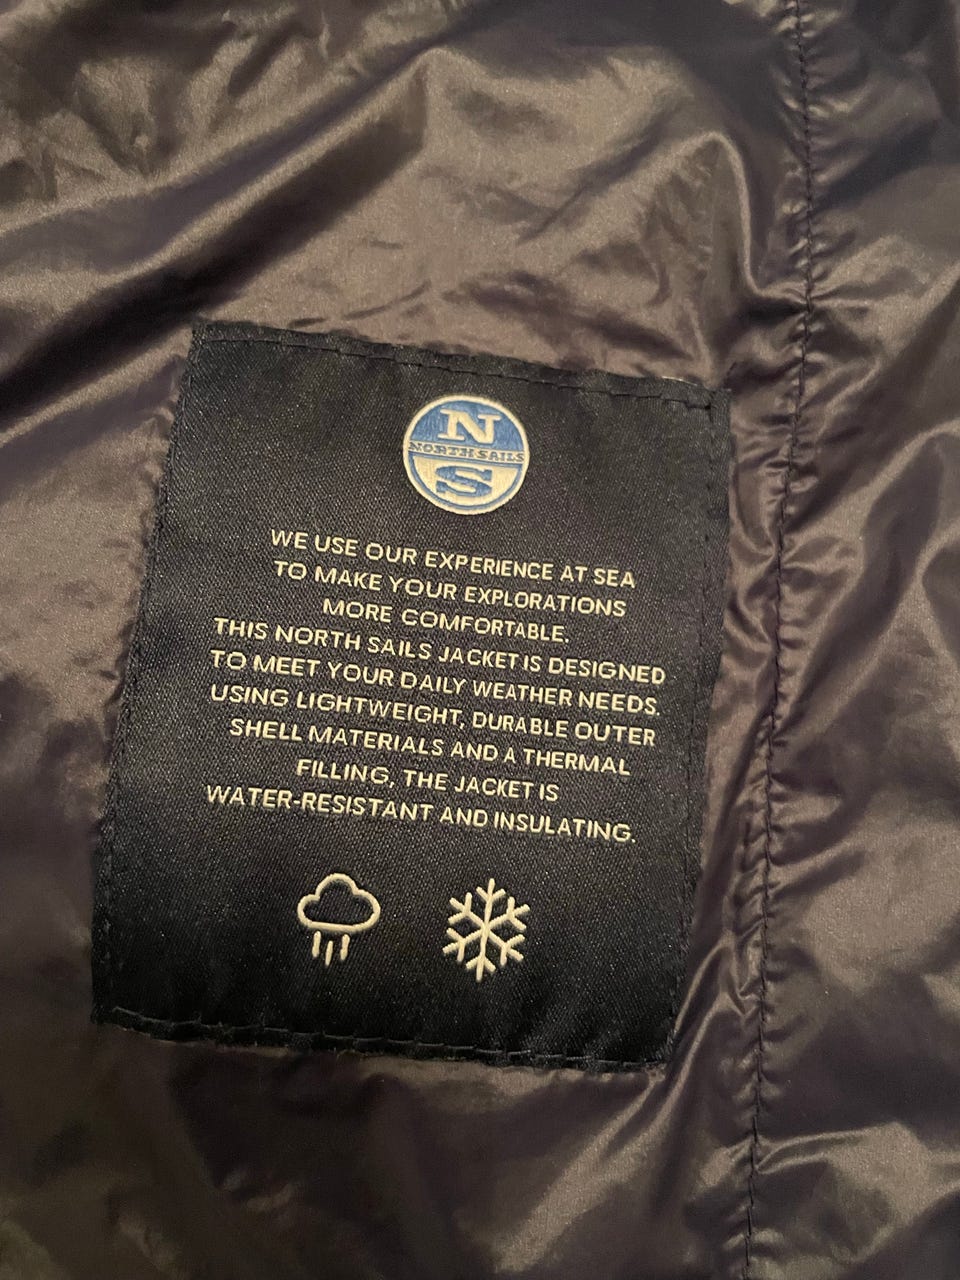 N
NORTH SAILS
S
WE USE OUR EXPERIENCE AT SEA
TO MAKE YOUR EXPLORATIONS
MORE COMFORTABLE.
THIS NORTH SAILS JACKET IS DESIGNED
TO MEET YOUR DAILY WEATHER NEEDS.
USING LIGHTWEIGHT, DURABLE OUTER
SHELL MATERIALS AND A THERMAL
FILLING, THE JACKET IS
WATER-RESISTANT AND INSULATING.